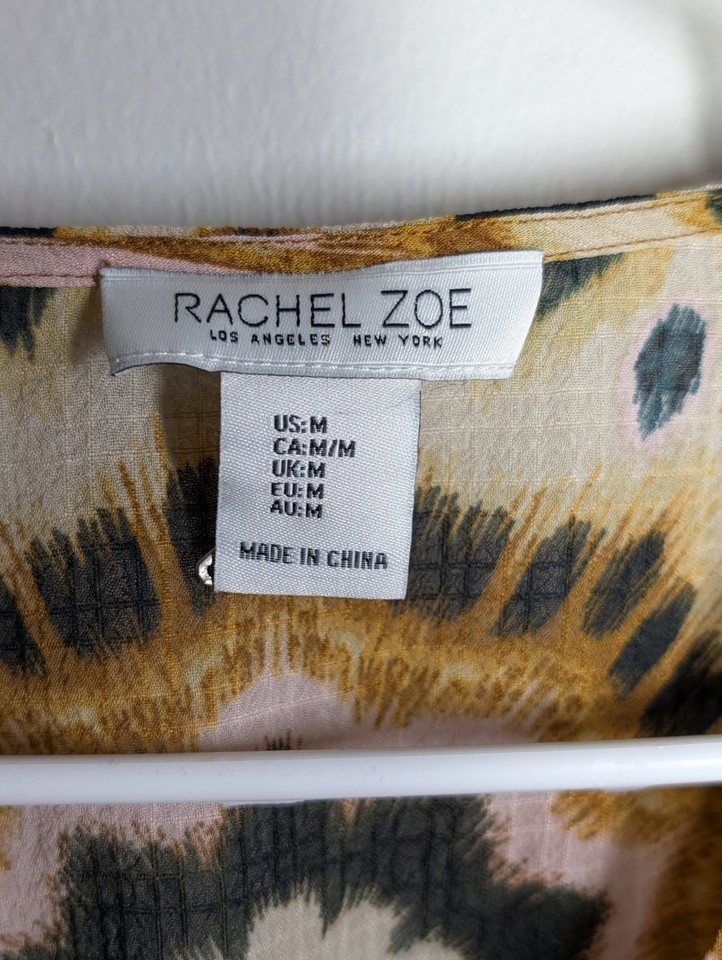 RACHEL ZOE
LOS ANGELES NEW YORK
US:M
CA:M/M
UK:M
EU:M
AU:M
MADE IN CHINA